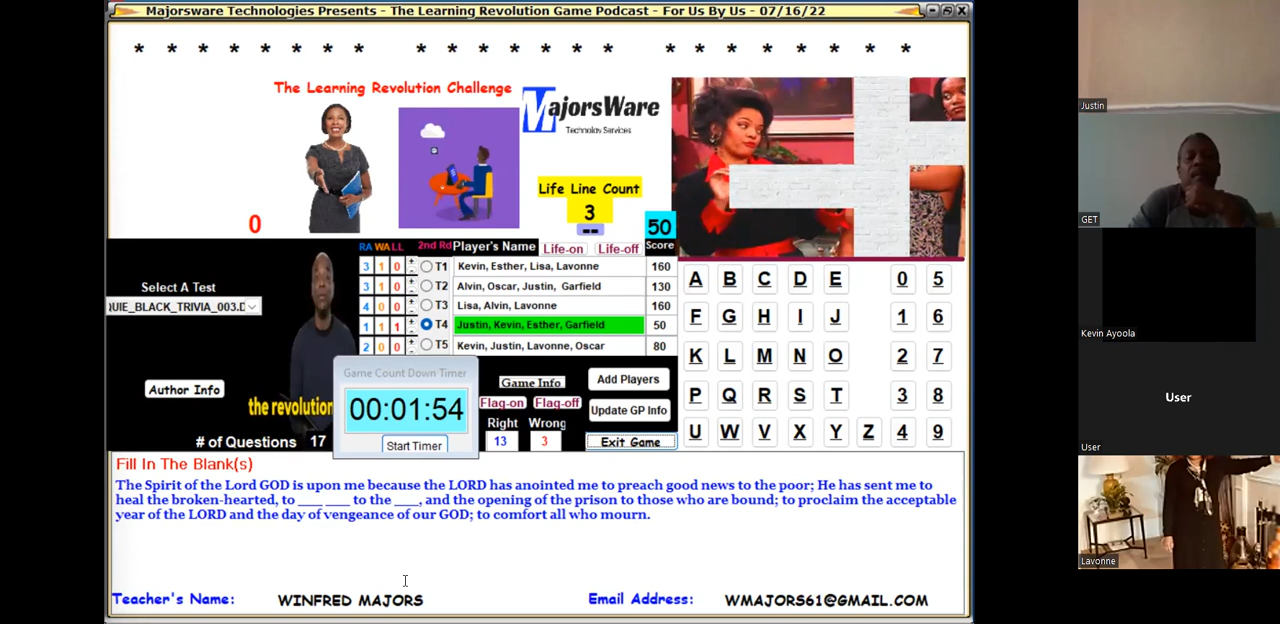 Majorsware Technologies Presents - The Learning Revolution Game Podcast - For Us By Us - 07/16/22
* * * * * * * * * * * * * * * * * * * * * * *
The Learning Revolution Challenge
MajorsWare
Technology Services
Life Line Count
3
--
0
50
RA WA LL 2nd Rd Player's Name Life-on Life-off Score
3 1 0 + - T1 Kevin, Esther, Lisa, Lavonne 160
3 1 0 + - T2 Alvin, Oscar, Justin, Garfield 130
4 0 0 + - T3 Lisa, Alvin, Lavonne 160
1 1 1 + - T4 Justin, Kevin, Esther, Garfield 50
2 0 0 + - T5 Kevin, Justin, Lavonne, Oscar 80
Select A Test
QUIE_BLACK_TRIVIA_003.D
Author Info
the revolution
# of Questions 17
Game Count Down Timer
00:01:54
Start Timer
Game Info
Flag-on Flag-off
Right Wrong
13 3
Add Players
Update GP Info
Exit Game
A B C D E 0 5
F G H I J 1 6
K L M N O 2 7
P Q R S T 3 8
U W V X Y Z 4 9
Fill In The Blank(s)
The Spirit of the Lord GOD is upon me because the LORD has anointed me to preach good news to the poor; He has sent me to
heal the broken-hearted, to ____ ____ to the ____, and the opening of the prison to those who are bound; to proclaim the acceptable
year of the LORD and the day of vengeance of our GOD; to comfort all who mourn.
Teacher's Name: WINFRED MAJORS Email Address: WMAJORS61@GMAIL.COM
Justin
GET
Kevin Ayoola
User
User
Lavonne